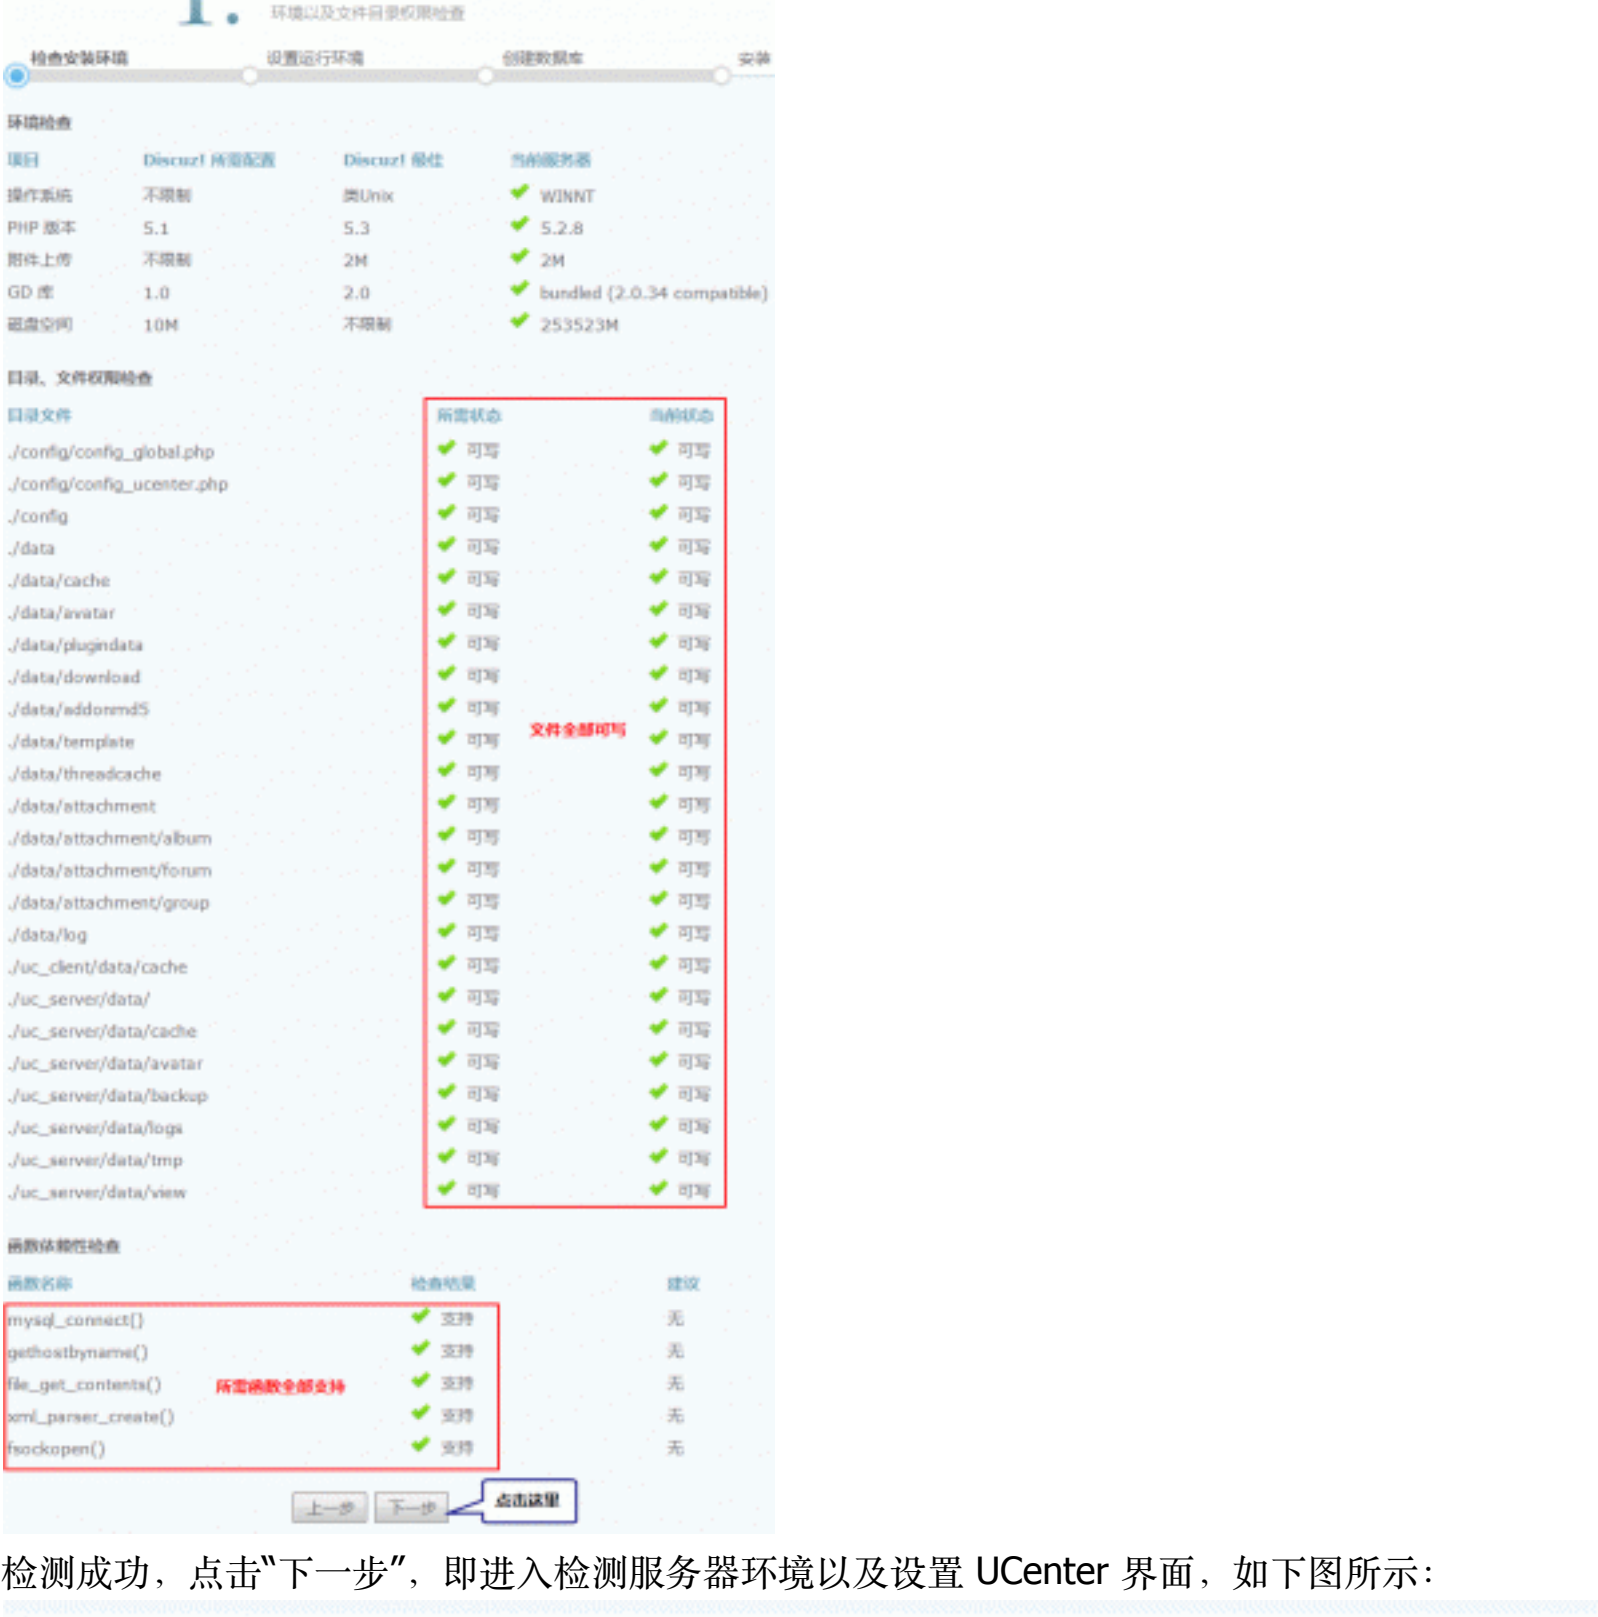 1.
环境以及文件目录权限检查
检查安装环境 设置运行环境 创建数据库 安装
环境检查
项目 Discuz! 所需配置 Discuz! 最佳 当前服务器
操作系统 不限制 类Unix WINNT
PHP 版本 5.1 5.3 5.2.8
附件上传 不限制 2M 2M
GD 库 1.0 2.0 bundled (2.0.34 compatible)
磁盘空间 10M 不限制 253523M
目录、文件权限检查
目录文件 所需状态 当前状态
./config/config_global.php 可写 可写
./config/config_ucenter.php 可写 可写
./config 可写 可写
./data 可写 可写
./data/cache 可写 可写
./data/avatar 可写 可写
./data/plugindata 可写 可写
./data/download 可写 可写
./data/addonmd5 可写 可写
文件全部可写
./data/template 可写 可写
./data/threadcache 可写 可写
./data/attachment 可写 可写
./data/attachment/album 可写 可写
./data/attachment/forum 可写 可写
./data/attachment/group 可写 可写
./data/log 可写 可写
./uc_client/data/cache 可写 可写
./uc_server/data/ 可写 可写
./uc_server/data/cache 可写 可写
./uc_server/data/avatar 可写 可写
./uc_server/data/backup 可写 可写
./uc_server/data/logs 可写 可写
./uc_server/data/tmp 可写 可写
./uc_server/data/view 可写 可写
函数依赖性检查
函数名称 检查结果 建议
mysql_connect() 支持 无
gethostbyname() 支持 无
file_get_contents() 所需函数全部支持 支持 无
xml_parser_create() 支持 无
fsockopen() 支持 无
上一步 下一步 点击这里
检测成功，点击“下一步”，即进入检测服务器环境以及设置 UCenter 界面，如下图所示：